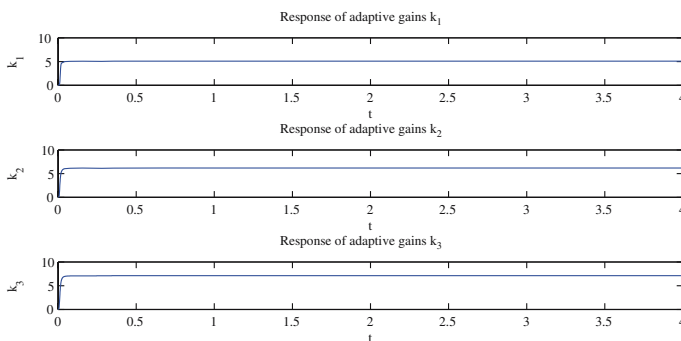 Response of adaptive gains k1
10
5
0
k1
0 0.5 1 1.5 2 2.5 3 3.5 4
t
Response of adaptive gains k2
10
5
0
k2
0 0.5 1 1.5 2 2.5 3 3.5 4
t
Response of adaptive gains k3
10
5
0
k3
0 0.5 1 1.5 2 2.5 3 3.5 4
t